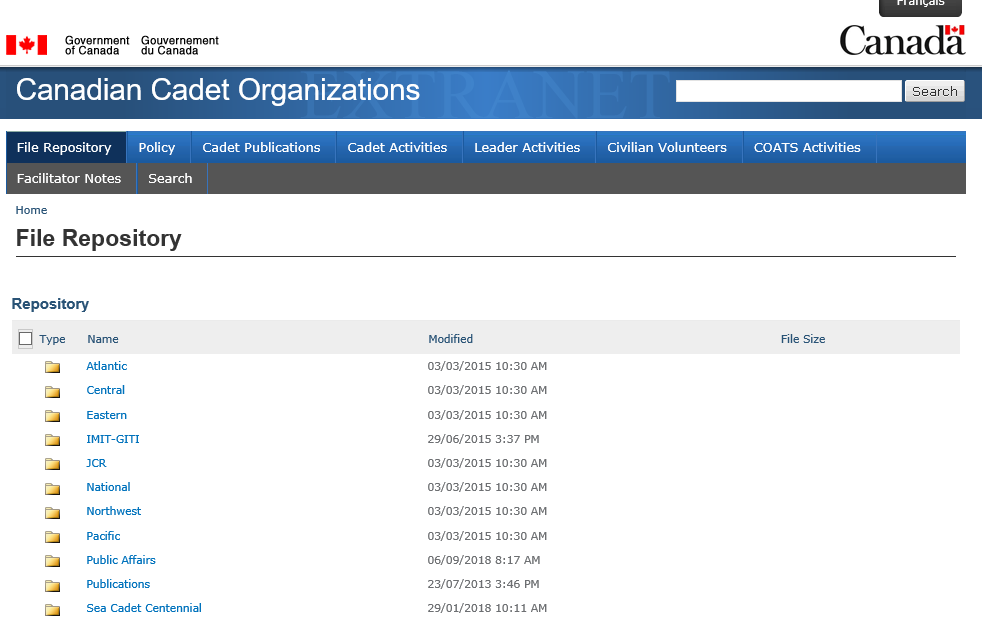 Français
Government of Canada
Gouvernement du Canada
Canada
EXTRANET
Canadian Cadet Organizations
Search
File Repository Policy Cadet Publications Cadet Activities Leader Activities Civilian Volunteers COATS Activities
Facilitator Notes Search
Home
File Repository
Repository
Type Name Modified File Size
Atlantic 03/03/2015 10:30 AM
Central 03/03/2015 10:30 AM
Eastern 03/03/2015 10:30 AM
IMIT-GITI 29/06/2015 3:37 PM
JCR 03/03/2015 10:30 AM
National 03/03/2015 10:30 AM
Northwest 03/03/2015 10:30 AM
Pacific 03/03/2015 10:30 AM
Public Affairs 06/09/2018 8:17 AM
Publications 23/07/2013 3:46 PM
Sea Cadet Centennial 29/01/2018 10:11 AM